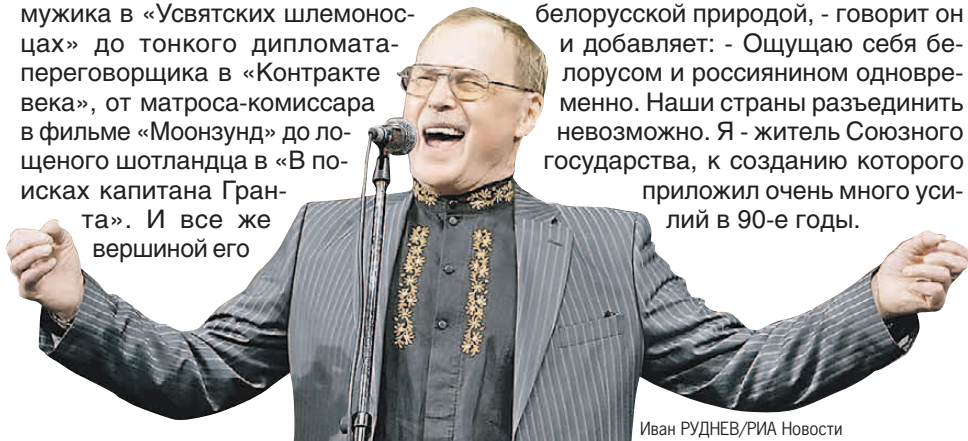 мужика в «Усвятских шлемонос-
цах» до тонкого дипломата-
переговорщика в «Контракте
века», от матроса-комиссара
в фильме «Моонзунд» до ло-
щеного шотландца в «В по-
исках капитана Гран-
та». И все же
вершиной его
белорусской природой, - говорит он
и добавляет: - Ощущаю себя бе-
лорусом и россиянином одновре-
менно. Наши страны разъединить
невозможно. Я - житель Союзного
государства, к созданию которого
приложил очень много уси-
лий в 90-е годы.
Иван РУДНЕВ/РИА Новости